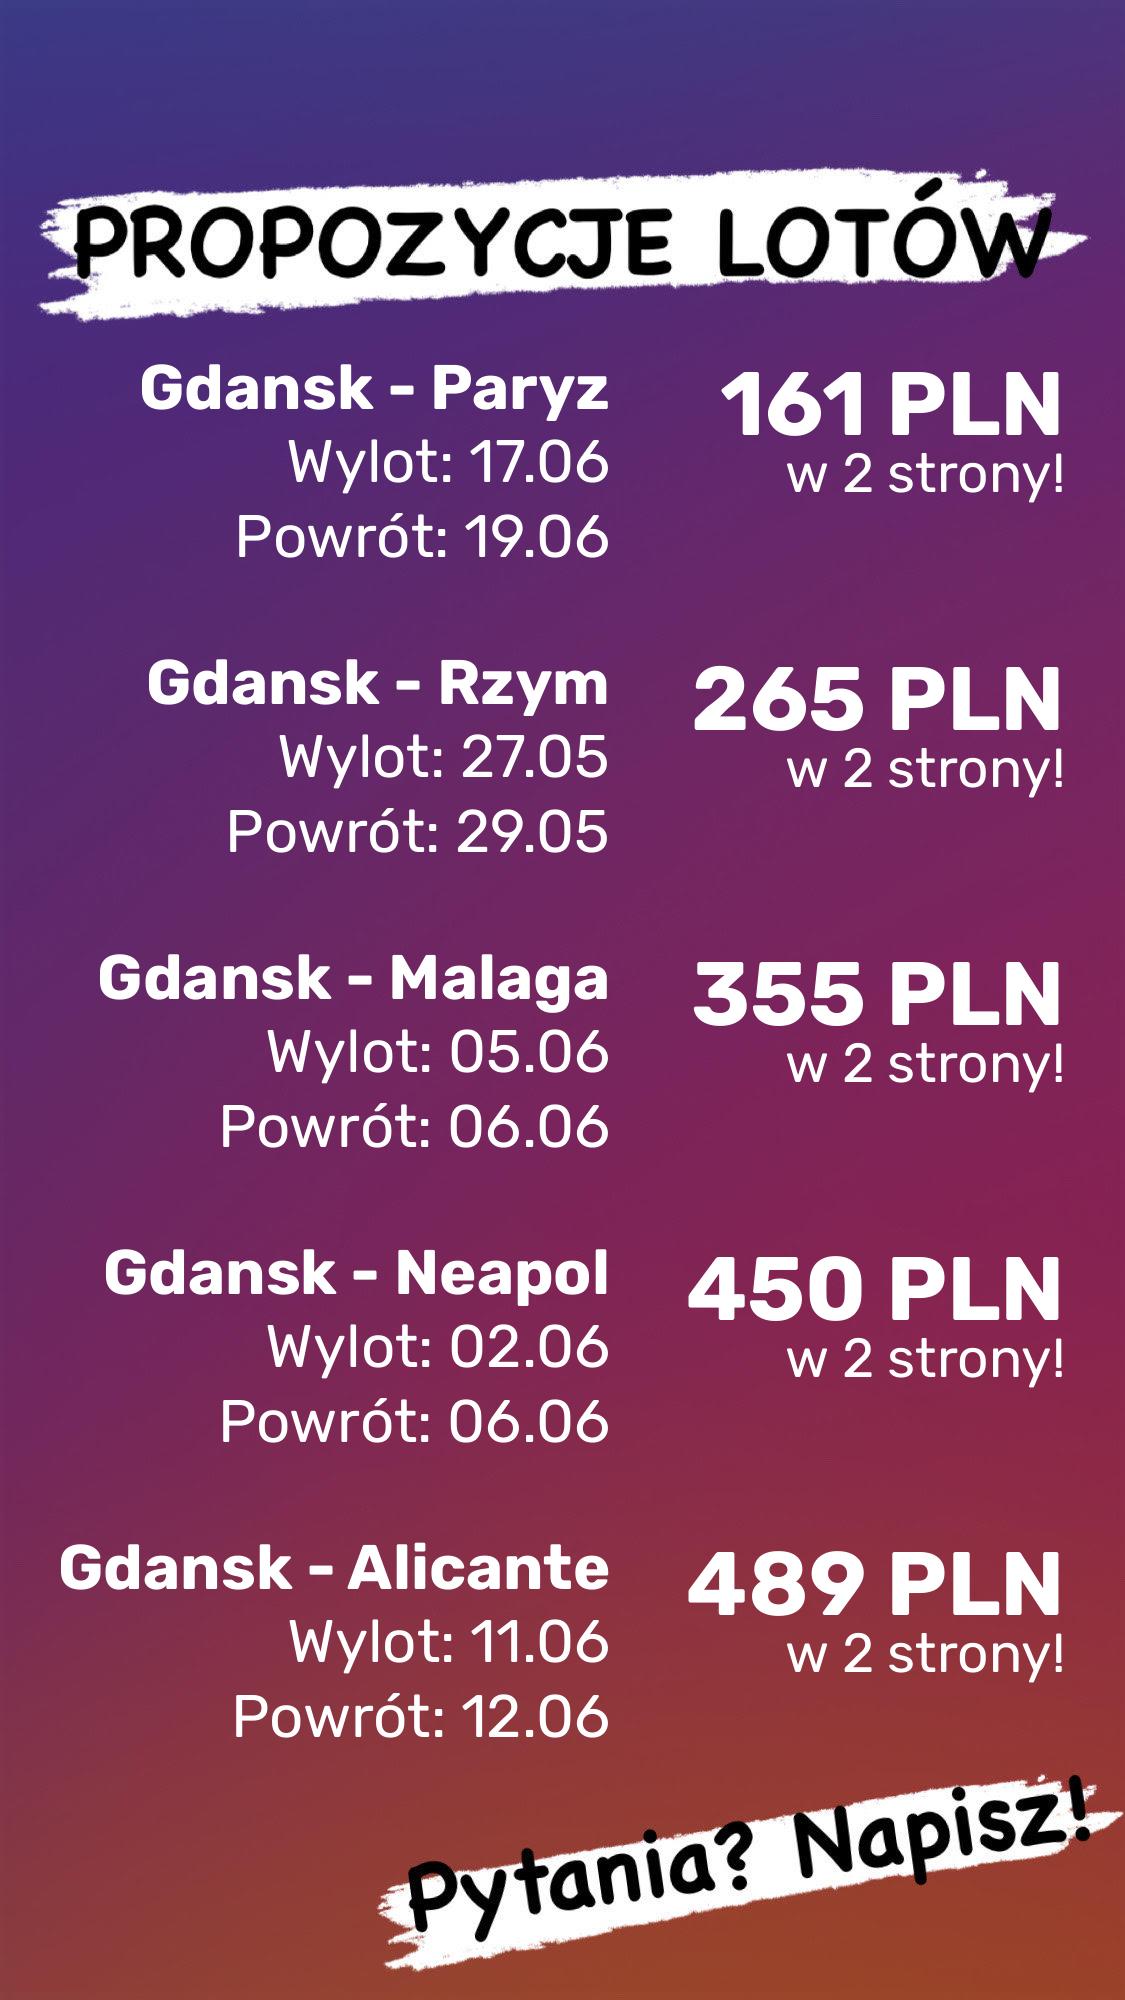 PROPOZYCJE LOTÓW
Gdansk - Paryz
Wylot: 17.06
Powrót: 19.06
161 PLN
w 2 strony!
Gdansk - Rzym
Wylot: 27.05
Powrót: 29.05
265 PLN
w 2 strony!
Gdansk - Malaga
Wylot: 05.06
Powrót: 06.06
355 PLN
w 2 strony!
Gdansk - Neapol
Wylot: 02.06
Powrót: 06.06
450 PLN
w 2 strony!
Gdansk - Alicante
Wylot: 11.06
Powrót: 12.06
489 PLN
w 2 strony!
Pytania? Napisz!